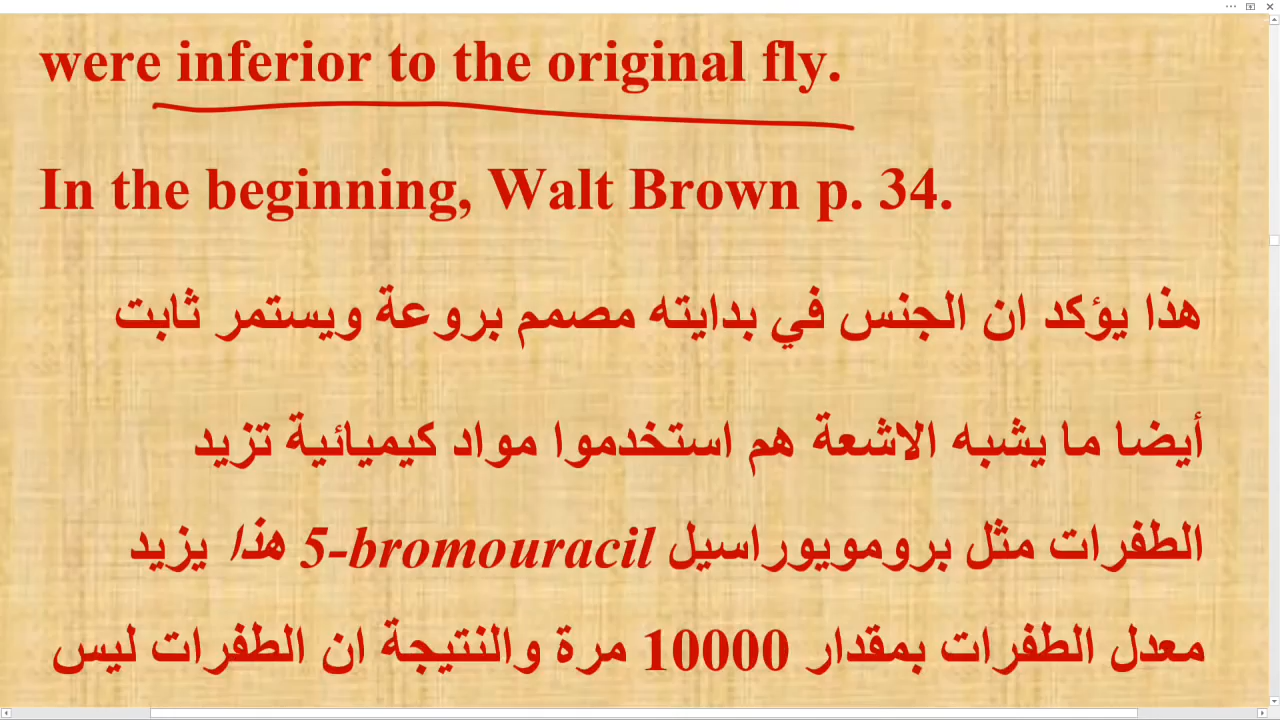 were inferior to the original fly.
In the beginning, Walt Brown p. 34.
هذا يؤكد ان الجنس في بدايته مصمم بروعة ويستمر ثابت
أيضا ما يشبه الاشعة هم استخدموا مواد كيميائية تزيد
الطفرات مثل بروموبوراسيل 5-bromouracil هذا يزيد
معدل الطفرات بمقدار 10000 مرة والنتيجة ان الطفرات ليس